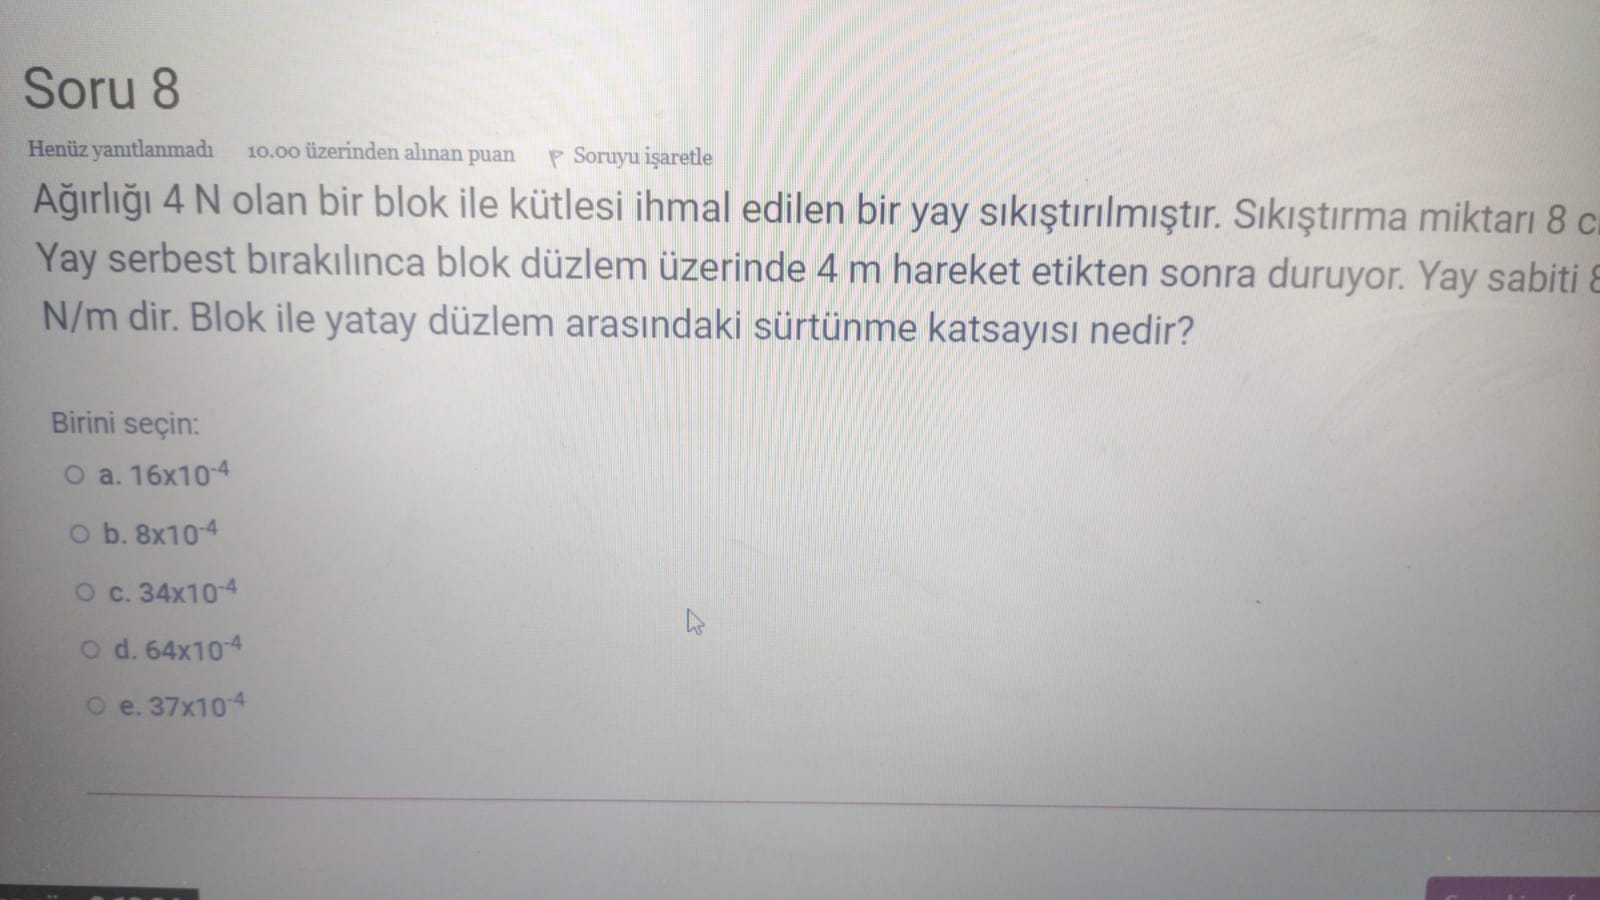 Soru 8
Henüz yanıtlanmadı 10.00 üzerinden alınan puan Soruyu işaretle
Ağırlığı 4 N olan bir blok ile kütlesi ihmal edilen bir yay sıkıştırılmıştır. Sıkıştırma miktarı 8 c
Yay serbest bırakılınca blok düzlem üzerinde 4 m hareket etikten sonra duruyor. Yay sabiti 8
N/m dir. Blok ile yatay düzlem arasındaki sürtünme katsayısı nedir?
Birini seçin:
a. 16x10⁻⁴
b. 8x10⁻⁴
c. 34x10⁻⁴
d. 64x10⁻⁴
e. 37x10⁻⁴